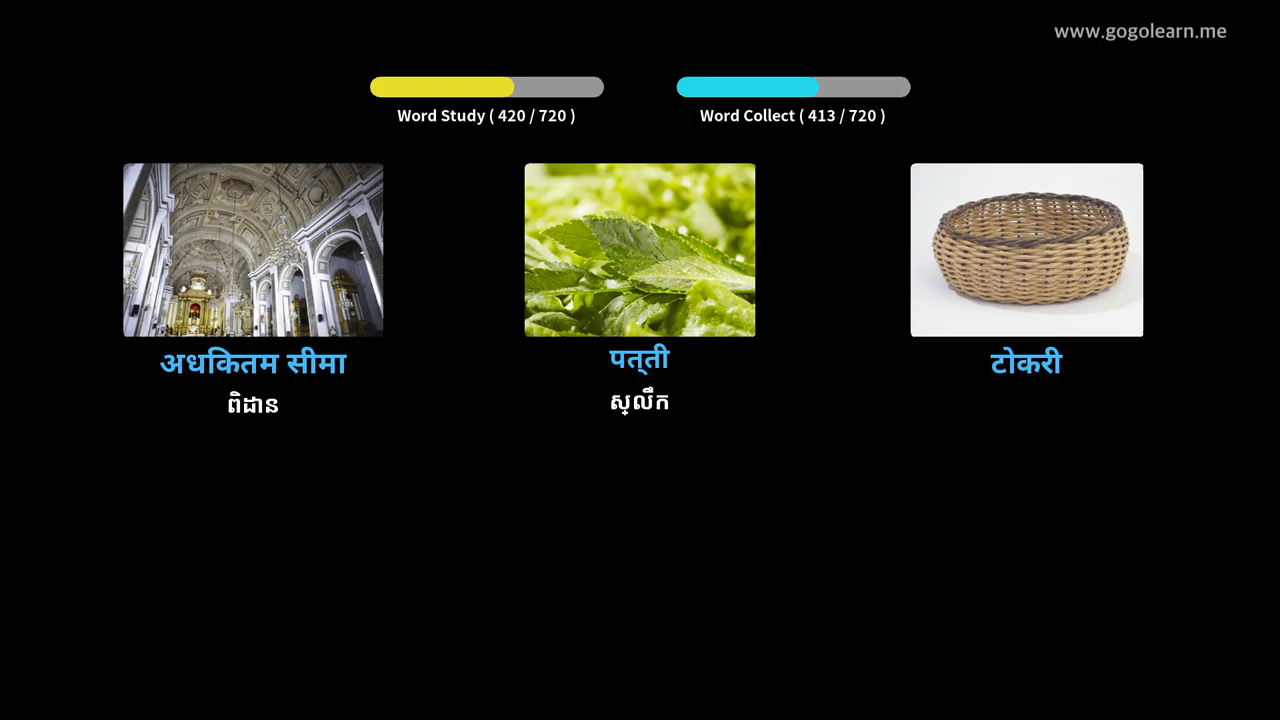 www.gogolearn.me
Word Study ( 420 / 720 )
Word Collect ( 413 / 720 )
अधकितम सीमा
पत्ती
टोकरी
ពិដាន
ស្លឹក